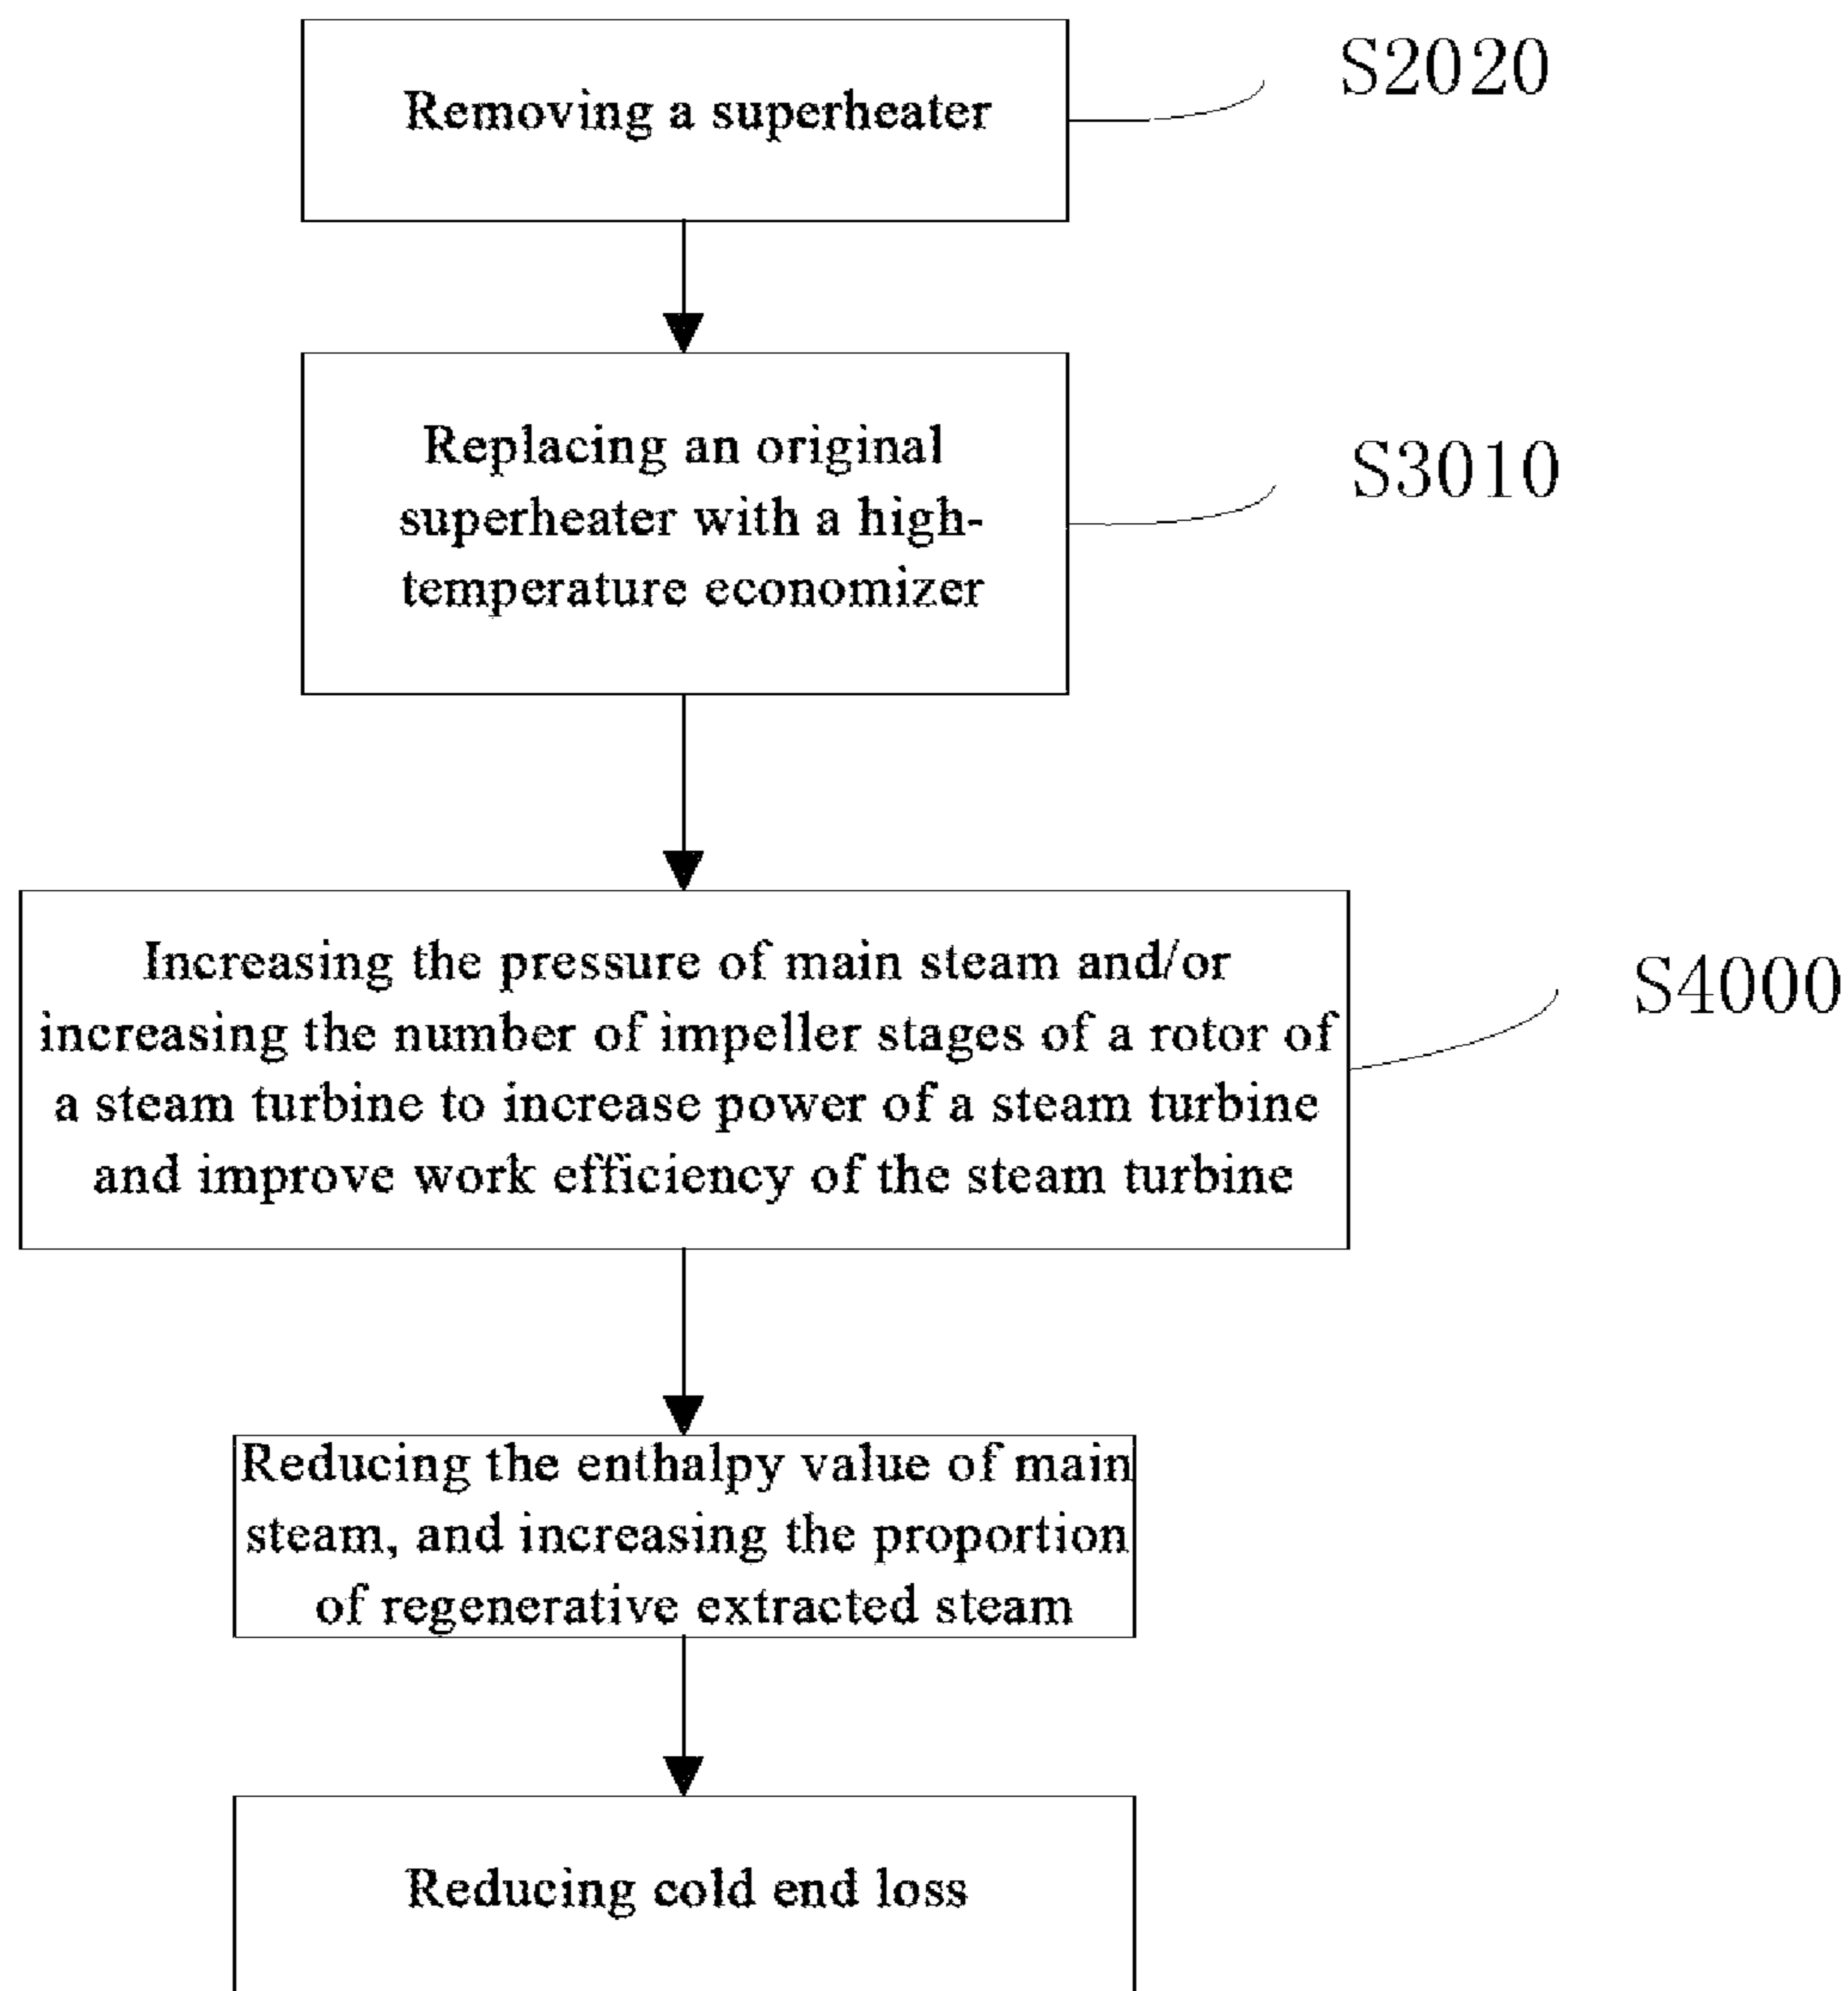 Removing a superheater
S2020
Replacing an original
superheater with a high-
temperature economizer
S3010
Increasing the pressure of main steam and/or
increasing the number of impeller stages of a rotor of
a steam turbine to increase power of a steam turbine
and improve work efficiency of the steam turbine
S4000
Reducing the enthalpy value of main
steam, and increasing the proportion
of regenerative extracted steam
Reducing cold end loss